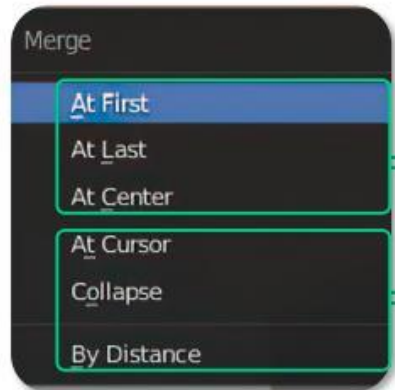 Merge
At First
At Last
At Center
At Cursor
Collapse
By Distance